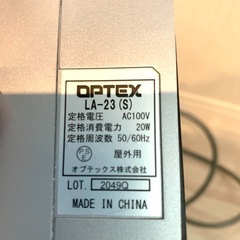 OPTEX
LA-23(S)
定格電圧 AC100V
定格消費電力 20W
定格周波数 50/60Hz
PSE 屋外用
オプテックス株式会社
LOT. 2049Q
MADE IN CHINA